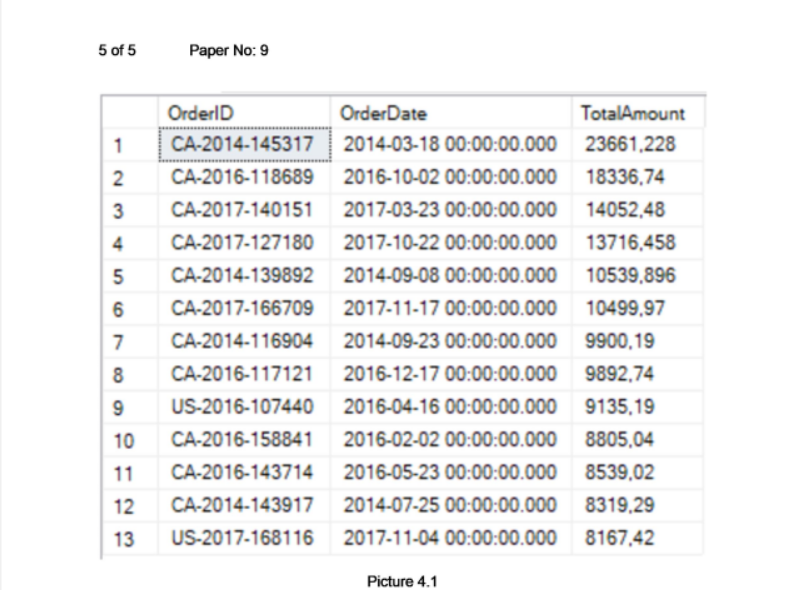 5 of 5 Paper No: 9
OrderID OrderDate TotalAmount
1 CA-2014-145317 2014-03-18 00:00:00.000 23661,228
2 CA-2016-118689 2016-10-02 00:00:00.000 18336,74
3 CA-2017-140151 2017-03-23 00:00:00.000 14052,48
4 CA-2017-127180 2017-10-22 00:00:00.000 13716,458
5 CA-2014-139892 2014-09-08 00:00:00.000 10539,896
6 CA-2017-166709 2017-11-17 00:00:00.000 10499,97
7 CA-2014-116904 2014-09-23 00:00:00.000 9900,19
8 CA-2016-117121 2016-12-17 00:00:00.000 9892,74
9 US-2016-107440 2016-04-16 00:00:00.000 9135,19
10 CA-2016-158841 2016-02-02 00:00:00.000 8805,04
11 CA-2016-143714 2016-05-23 00:00:00.000 8539,02
12 CA-2014-143917 2014-07-25 00:00:00.000 8319,29
13 US-2017-168116 2017-11-04 00:00:00.000 8167,42
Picture 4.1